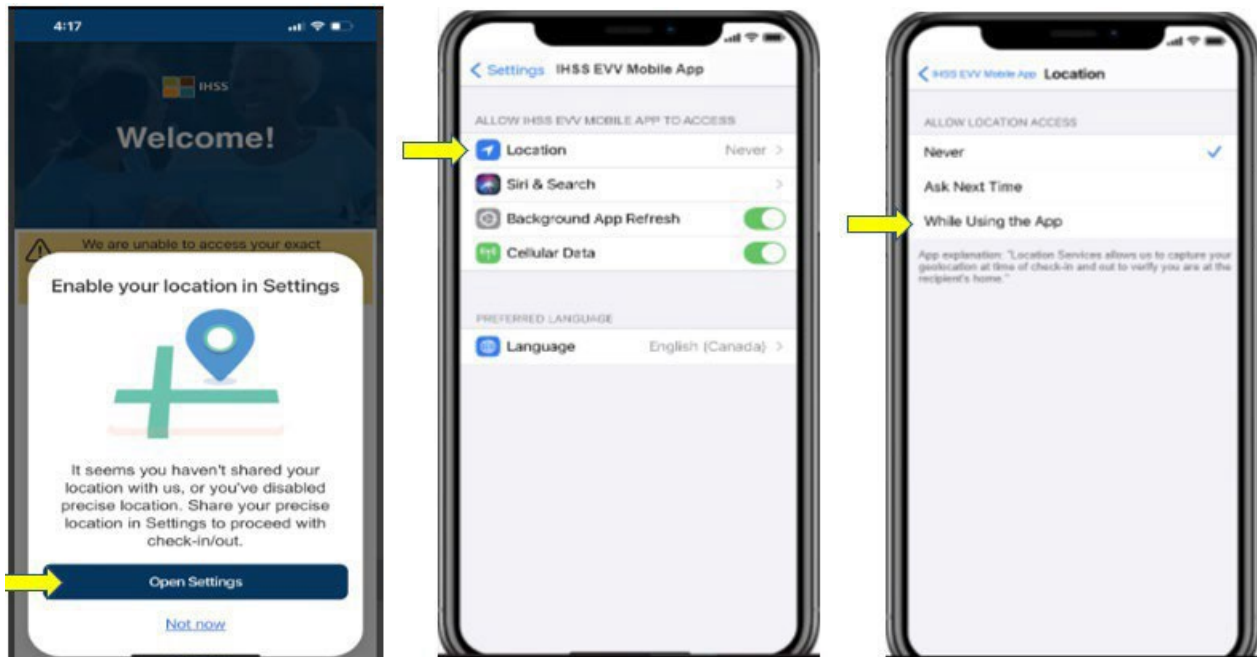 4:17
IHSS
Welcome!
We are unable to access your exact
Enable your location in Settings
It seems you haven't shared your
location with us, or you've disabled
precise location. Share your precise
location in Settings to proceed with
check-in/out.
Open Settings
Not now
Settings IHSS EVV Mobile App
ALLOW IHSS EVV MOBILE APP TO ACCESS
Location Never
Siri & Search
Background App Refresh
Cellular Data
PREFERRED LANGUAGE
Language English (Canada)
IHSS EVV Mobile App Location
ALLOW LOCATION ACCESS
Never
Ask Next Time
While Using the App
App explanation: "Location Services allows us to capture your
geolocation at time of check-in and out to verify you are at the
recipient's home."